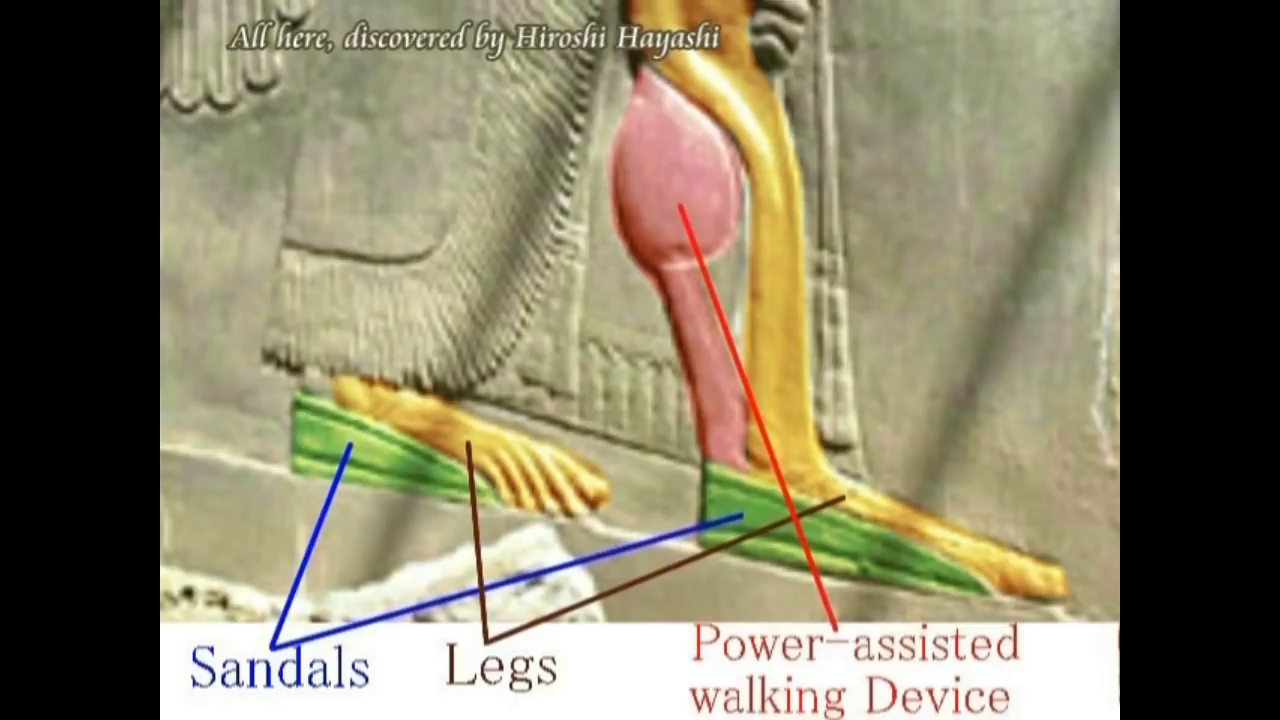 All here, discovered by Hiroshi Hayashi
Sandals
Legs
Power-assisted
walking Device